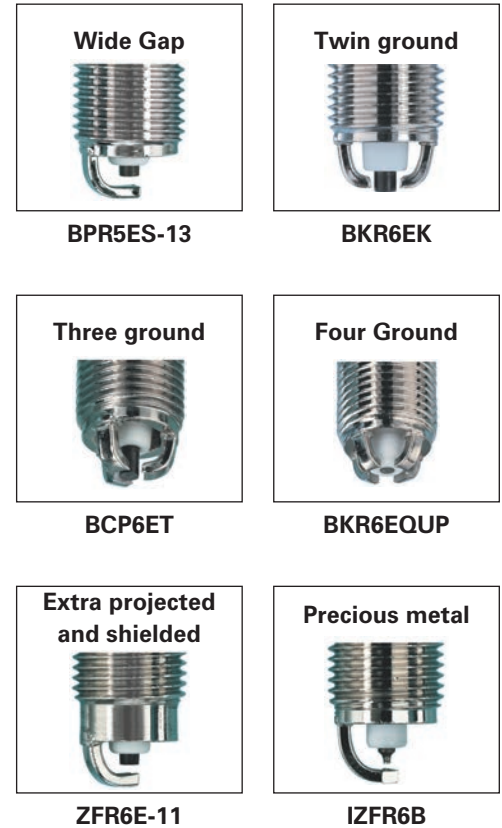 Wide Gap
BPR5ES-13
Twin ground
BKR6EK
Three ground
BCP6ET
Four Ground
BKR6EQUP
Extra projected
and shielded
ZFR6E-11
Precious metal
IZFR6B